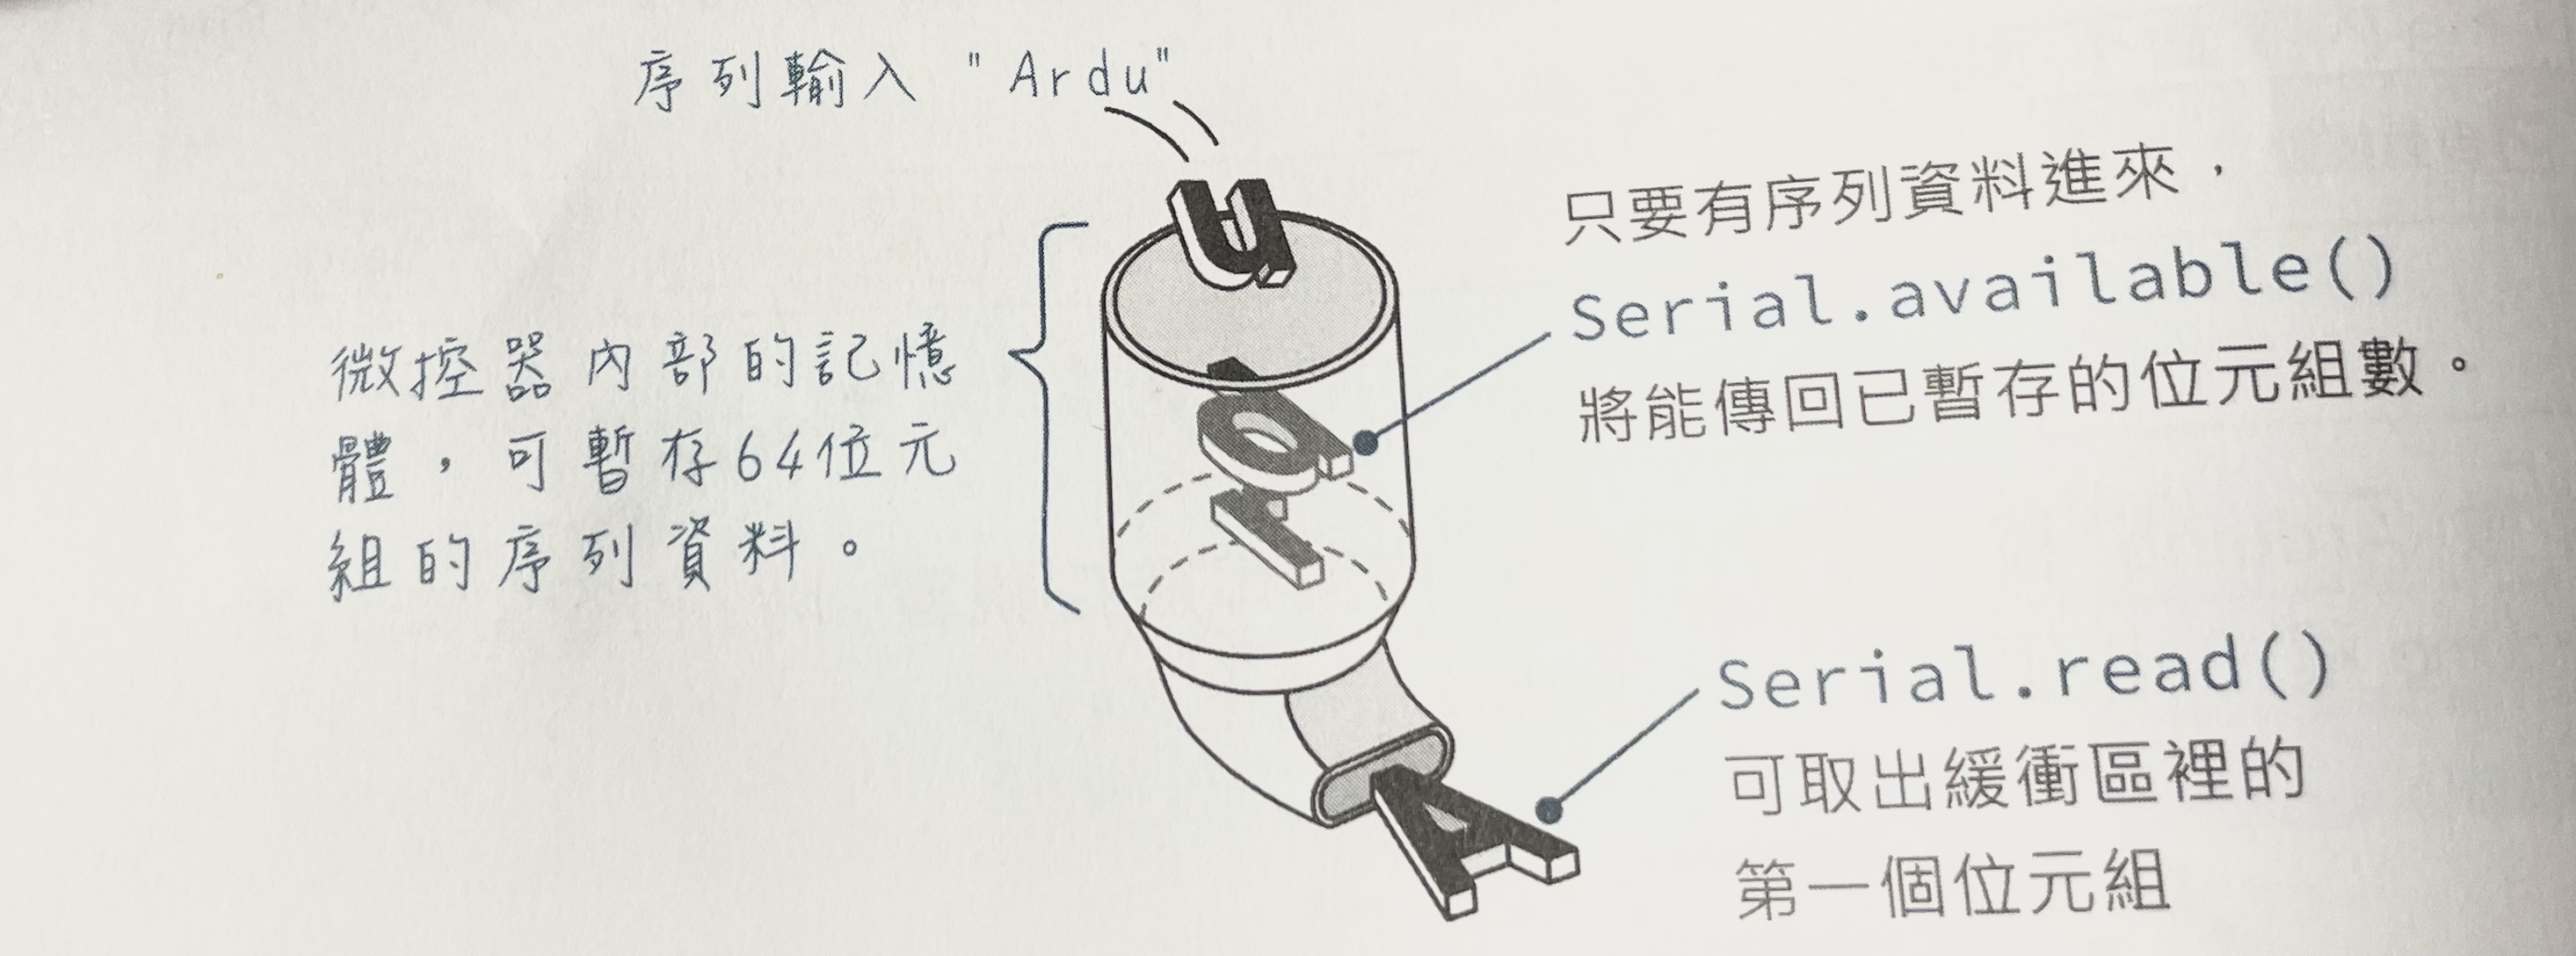 序列輸入 "Ardu"
微控器內部的記憶
體，可暫存64位元
組的序列資料。
只要有序列資料進來，
Serial.available()
將能傳回已暫存的位元組數。
u
d
r
A
Serial.read()
可取出緩衝區裡的
第一個位元組